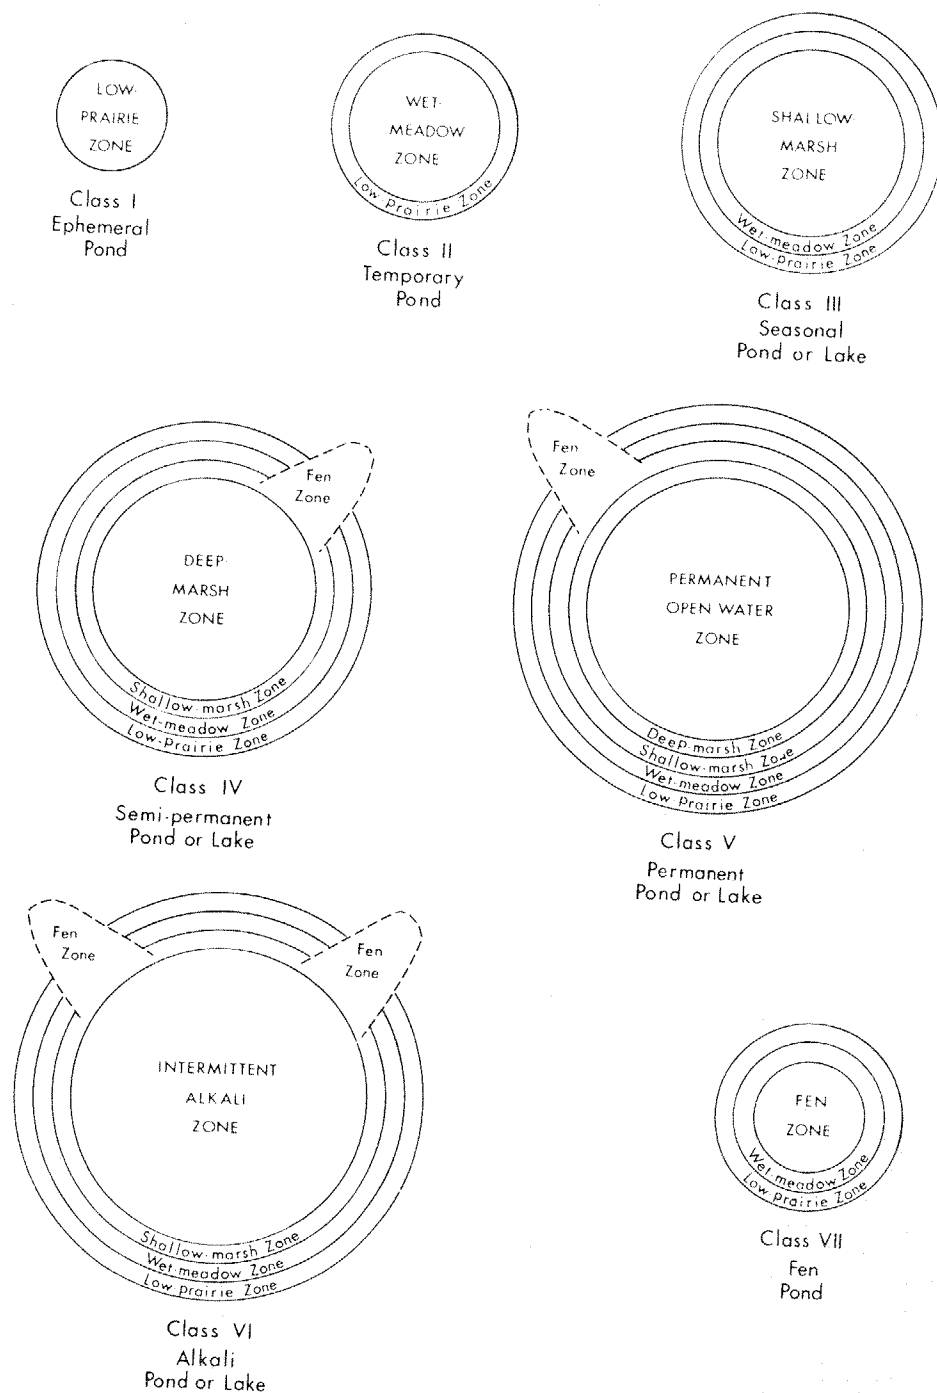 LOW-
PRAIRIE
ZONE
Class I
Ephemeral
Pond
WET-
MEADOW
ZONE
Low-prairie Zone
Class II
Temporary
Pond
SHALLOW-
MARSH
ZONE
Wet-meadow Zone
Low-prairie Zone
Class III
Seasonal
Pond or Lake
Fen
Zone
DEEP-
MARSH
ZONE
Shallow-marsh Zone
Wet-meadow Zone
Low-prairie Zone
Class IV
Semi-permanent
Pond or Lake
Fen
Zone
PERMANENT
OPEN WATER
ZONE
Deep-marsh Zone
Shallow-marsh Zone
Wet-meadow Zone
Low-prairie Zone
Class V
Permanent
Pond or Lake
Fen
Zone
Fen
Zone
INTERMITTENT
ALKALI
ZONE
Shallow-marsh Zone
Wet-meadow Zone
Low-prairie Zone
Class VI
Alkali
Pond or Lake
FEN
ZONE
Wet-meadow Zone
Low-prairie Zone
Class VII
Fen
Pond